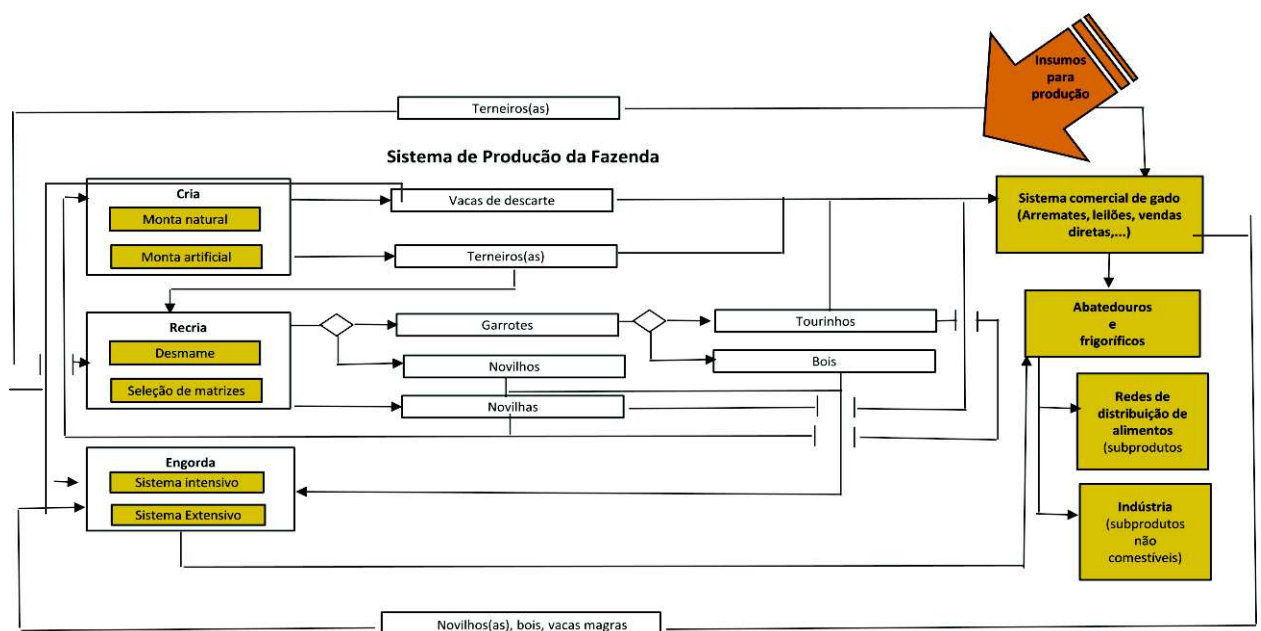 Insumos
para
produção
Terneiros(as)
Sistema de Producão da Fazenda
Cria
Monta natural
Monta artificial
Vacas de descarte
Terneiros(as)
Sistema comercial de gado
(Arremates, leilões, vendas
diretas,...)
Recria
Desmame
Seleção de matrizes
Garrotes
Novilhos
Novilhas
Tourinhos
Bois
Abatedouros
e
frigoríficos
Redes de
distribuição de
alimentos
(subprodutos
Engorda
Sistema intensivo
Sistema Extensivo
Indústria
(subprodutos
não
comestíveis)
Novilhos(as), bois, vacas magras